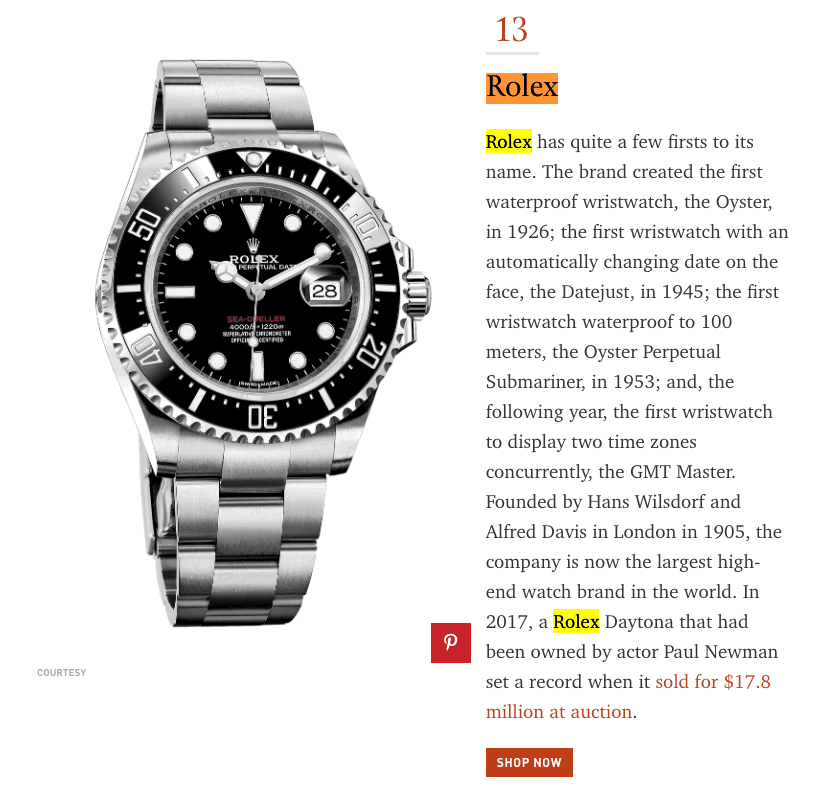 13
Rolex
Rolex has quite a few firsts to its
name. The brand created the first
waterproof wristwatch, the Oyster,
in 1926; the first wristwatch with an
automatically changing date on the
face, the Datejust, in 1945; the first
wristwatch waterproof to 100
meters, the Oyster Perpetual
Submariner, in 1953; and, the
following year, the first wristwatch
to display two time zones
concurrently, the GMT Master.
Founded by Hans Wilsdorf and
Alfred Davis in London in 1905, the
company is now the largest high-
end watch brand in the world. In
2017, a Rolex Daytona that had
been owned by actor Paul Newman
set a record when it sold for $17.8
million at auction.
SHOP NOW
10
50
ROLEX
PERPETUAL DATE
28
SEA-DWELLER
4000ft=1220m
SUPERLATIVE CHRONOMETER
OFFICIALLY CERTIFIED
20
40
SWISS MADE
30
COURTESY